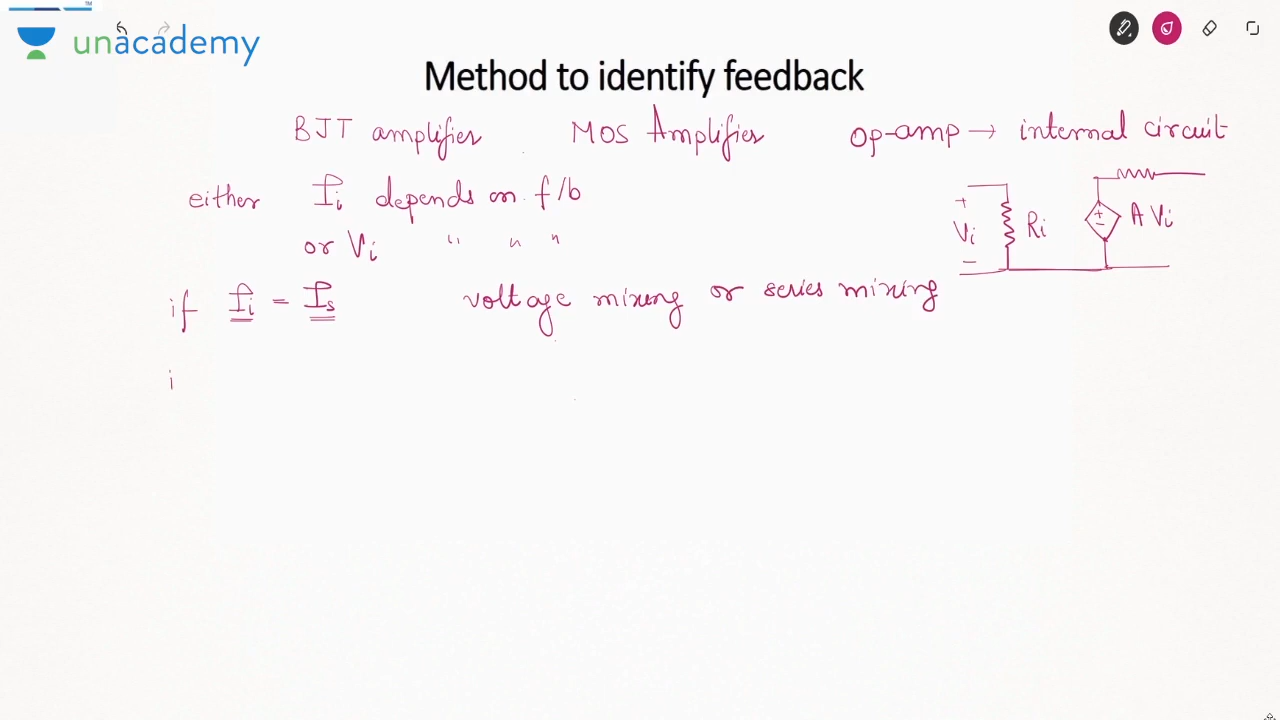 unacademy
Method to identify feedback
BJT amplifier MOS Amplifier Op-amp → internal circuit
either Ii depends on f/b
or Vi " " "
+ Vi - Ri + - A Vi
if Ii = Is voltage mixing or series mixing
i